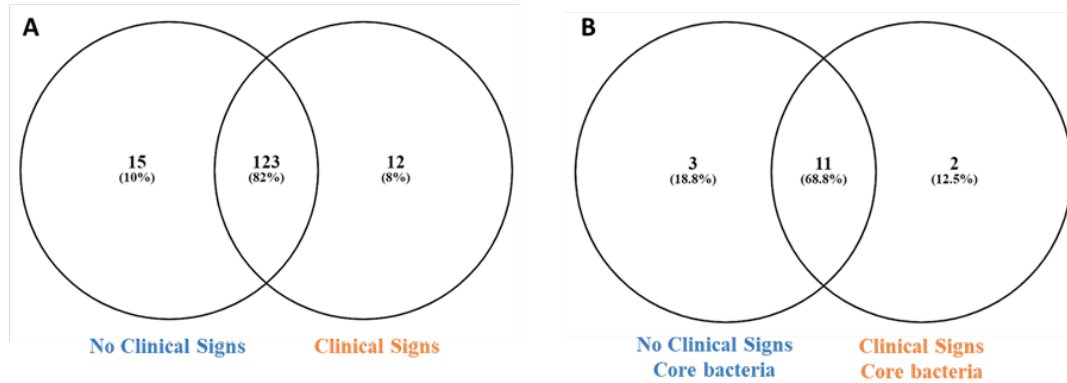 A
15
(10%)
123
(82%)
12
(8%)
No Clinical Signs
Clinical Signs
B
3
(18.8%)
11
(68.8%)
2
(12.5%)
No Clinical Signs
Core bacteria
Clinical Signs
Core bacteria